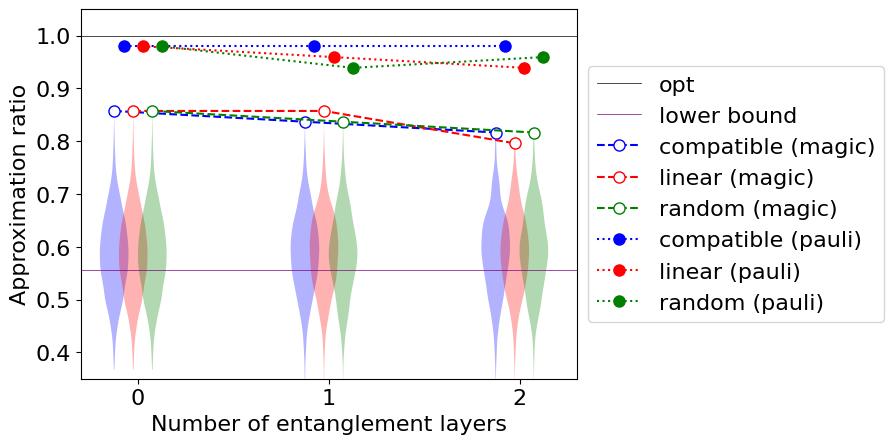 1.0
0.9
0.8
0.7
0.6
0.5
0.4
Approximation ratio
0 1 2
Number of entanglement layers
opt
lower bound
compatible (magic)
linear (magic)
random (magic)
compatible (pauli)
linear (pauli)
random (pauli)